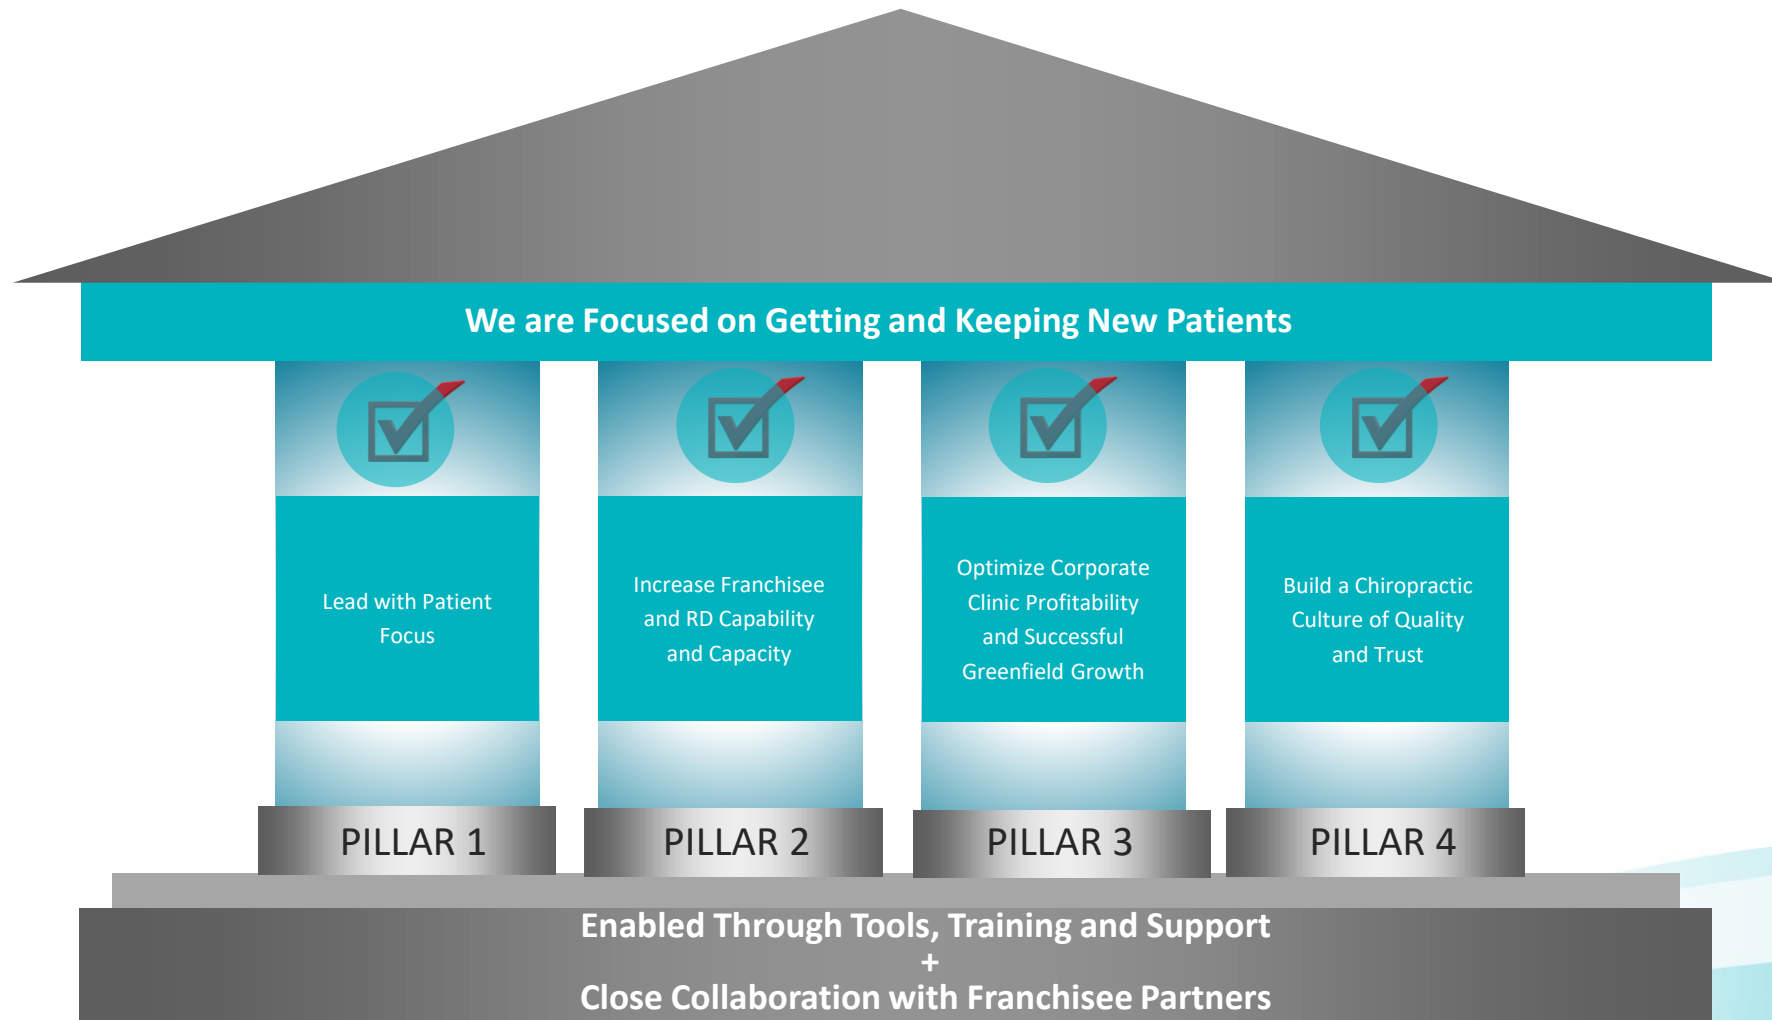 We are Focused on Getting and Keeping New Patients
Lead with Patient
Focus
Increase Franchisee
and RD Capability
and Capacity
Optimize Corporate
Clinic Profitability
and Successful
Greenfield Growth
Build a Chiropractic
Culture of Quality
and Trust
PILLAR 1
PILLAR 2
PILLAR 3
PILLAR 4
Enabled Through Tools, Training and Support
+
Close Collaboration with Franchisee Partners